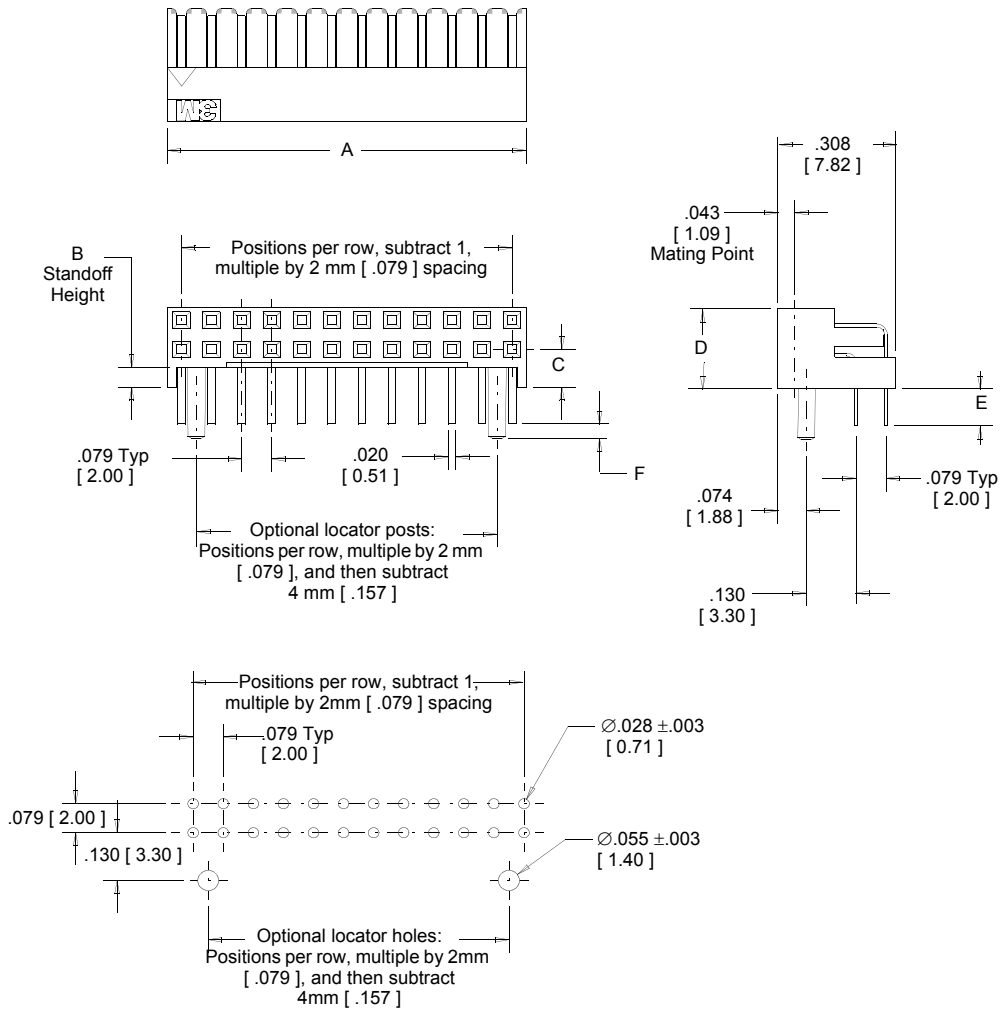 3M
A
.308
[ 7.82 ]
.043
[ 1.09 ]
Mating Point
B
Standoff
Height
Positions per row, subtract 1,
multiple by 2 mm [ .079 ] spacing
C
D
E
.079 Typ
[ 2.00 ]
.020
[ 0.51 ]
F
.079 Typ
[ 2.00 ]
.074
[ 1.88 ]
Optional locator posts:
Positions per row, multiple by 2 mm
[ .079 ], and then subtract
4 mm [ .157 ]
.130
[ 3.30 ]
Positions per row, subtract 1,
multiple by 2mm [ .079 ] spacing
.079 Typ
[ 2.00 ]
∅.028 ±.003
[ 0.71 ]
.079 [ 2.00 ]
.130 [ 3.30 ]
∅.055 ±.003
[ 1.40 ]
Optional locator holes:
Positions per row, multiple by 2mm
[ .079 ], and then subtract
4mm [ .157 ]